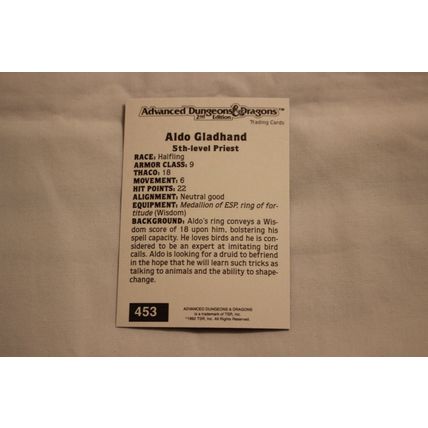 Advanced Dungeons & Dragons™
2nd Edition
Trading Cards
Aldo Gladhand
5th-level Priest
RACE: Halfling
ARMOR CLASS: 9
THACO: 18
MOVEMENT: 6
HIT POINTS: 22
ALIGNMENT: Neutral good
EQUIPMENT: Medallion of ESP, ring of for-
titude (Wisdom)
BACKGROUND: Aldo's ring conveys a Wis-
dom score of 18 upon him, bolstering his
spell capacity. He loves birds and he is con-
sidered to be an expert at imitating bird
calls. Aldo is looking for a druid to befriend
in the hope that he will learn such tricks as
talking to animals and the ability to shape-
change.
453
ADVANCED DUNGEONS & DRAGONS
is a trademark of TSR, Inc.
©1992 TSR, Inc. All Rights Reserved.